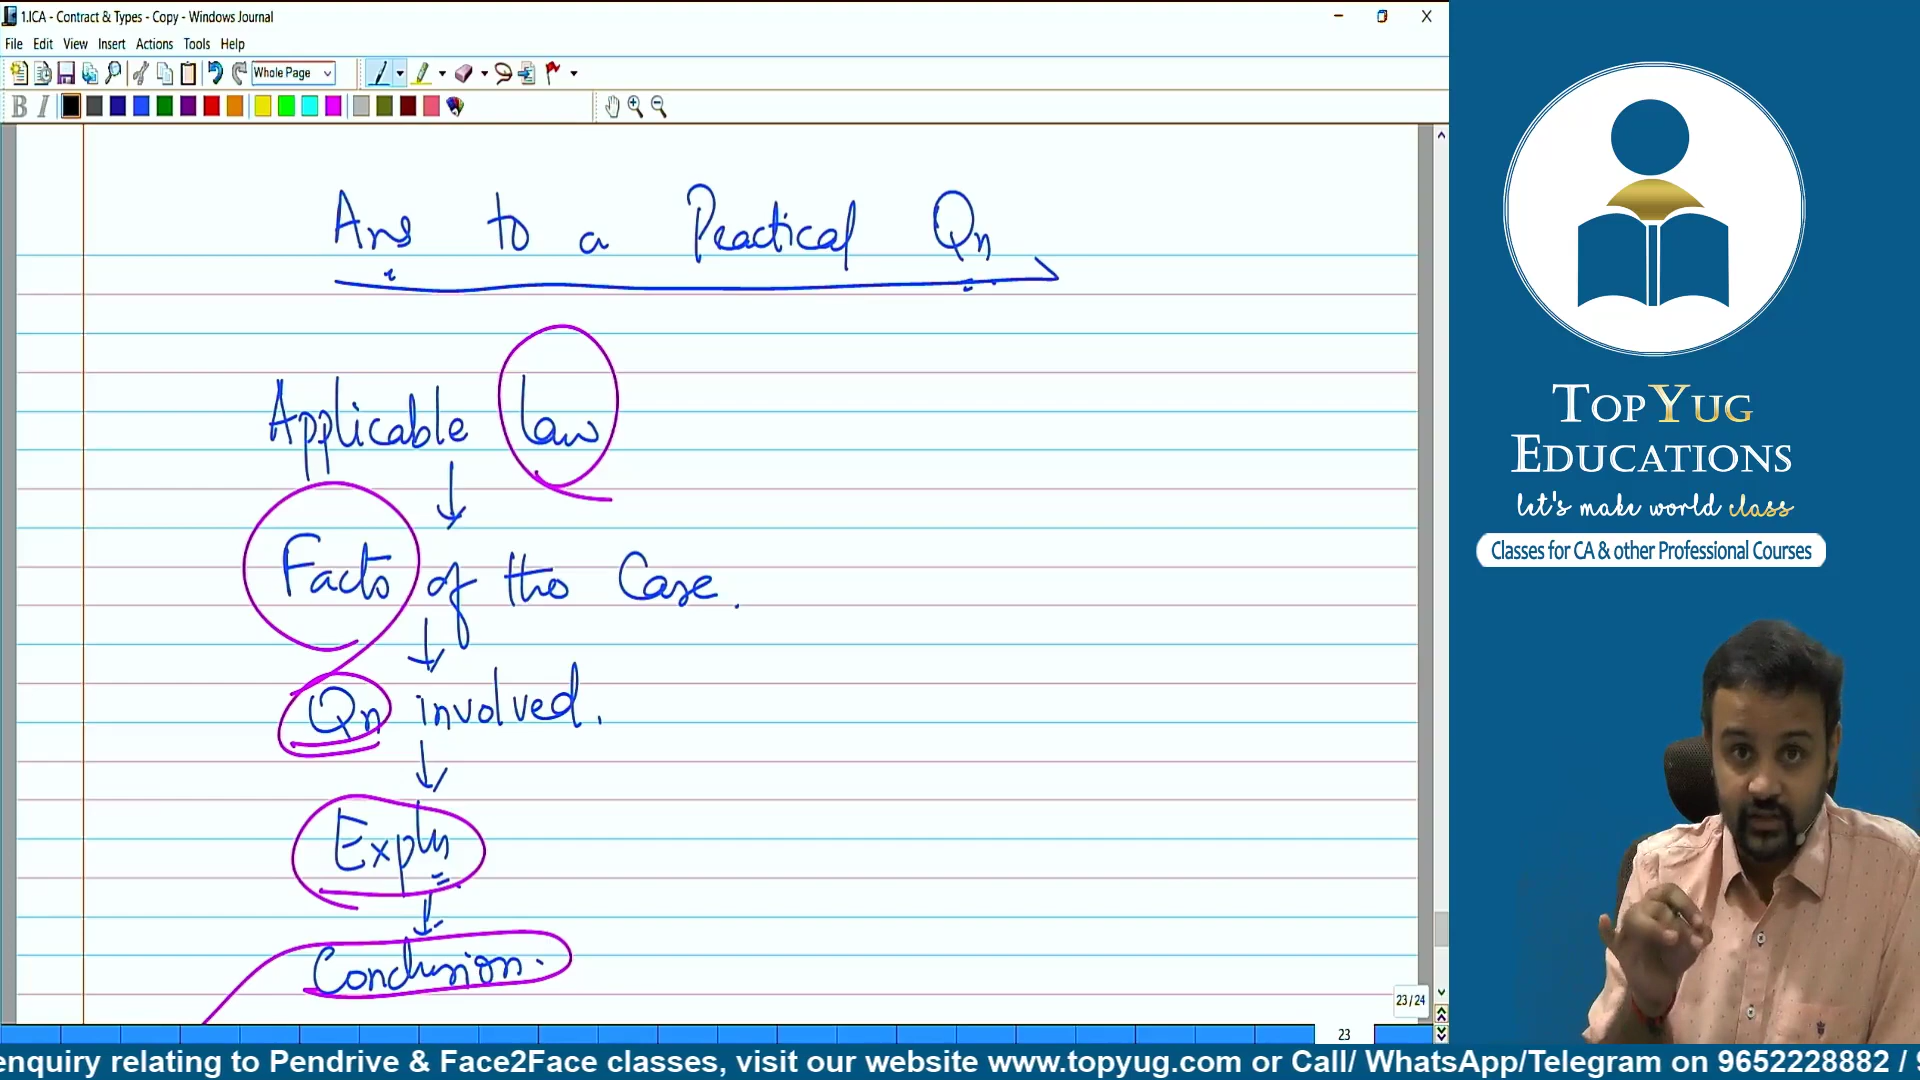 1.ICA - Contract & Types - Copy - Windows Journal
File Edit View Insert Actions Tools Help
Whole Page
B I
Ans to a Practical Qn
Applicable law
Facts of the Case.
Qn involved.
Expln
Conclusion.
23/24
23
TopYug
Educations
let's make world class
Classes for CA & other Professional Courses
enquiry relating to Pendrive & Face2Face classes, visit our website www.topyug.com or Call/ WhatsApp/Telegram on 9652228882 /